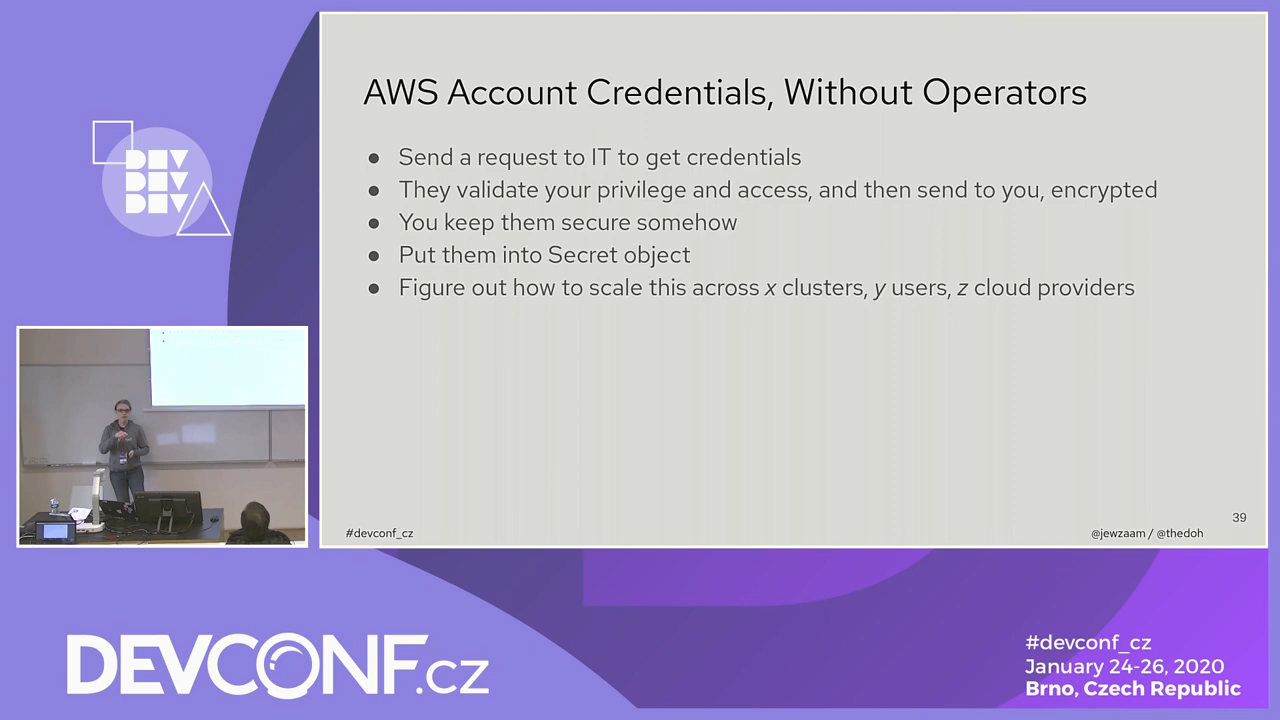 DEV
DEV
DEV
AWS Account Credentials, Without Operators
● Send a request to IT to get credentials
● They validate your privilege and access, and then send to you, encrypted
● You keep them secure somehow
● Put them into Secret object
● Figure out how to scale this across x clusters, y users, z cloud providers
39
#devconf_cz
@jewzaam / @thedoh
DEVCONF.cz
#devconf_cz
January 24-26, 2020
Brno, Czech Republic